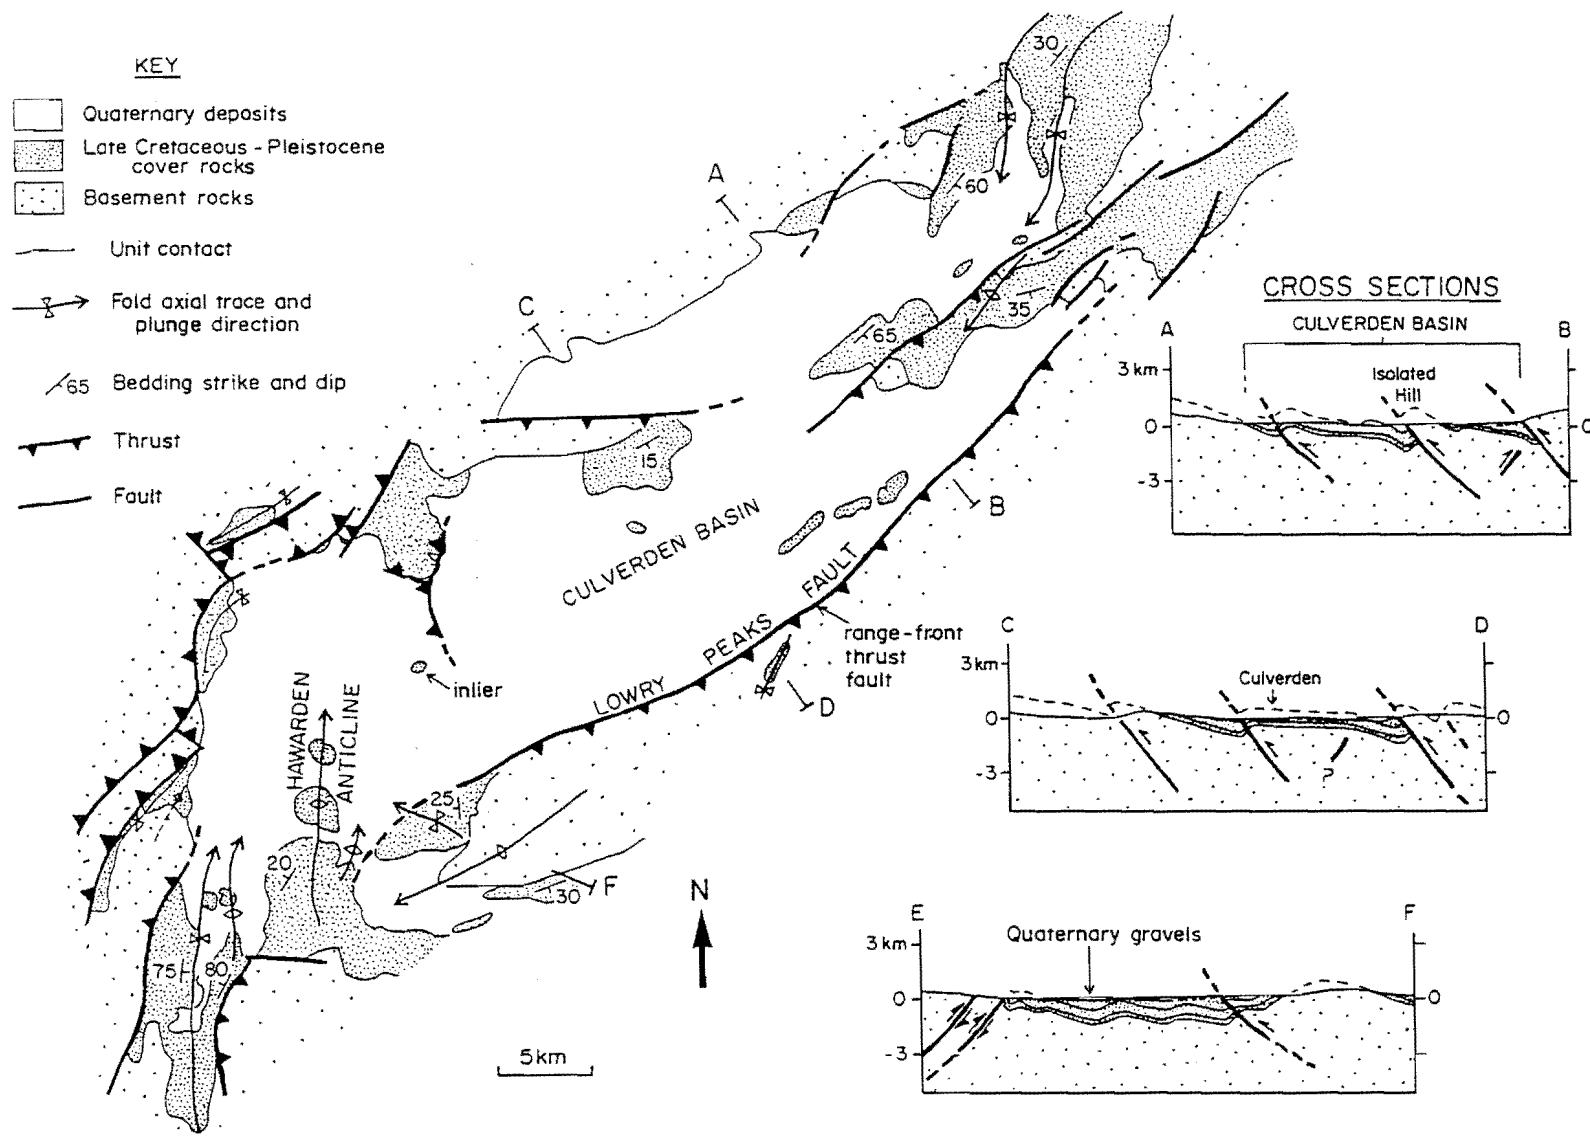 KEY
Quaternary deposits
Late Cretaceous - Pleistocene
cover rocks
Basement rocks
Unit contact
Fold axial trace and
plunge direction
65 Bedding strike and dip
Thrust
Fault
A
C
30
60
35
65
15
B
CULVERDEN BASIN
LOWRY PEAKS FAULT
range-front
thrust
fault
D
inlier
HAWARDEN
ANTICLINE
25
20
30
F
75
80
N
5km
CROSS SECTIONS
CULVERDEN BASIN
A
B
3 km
0
-3
Isolated
Hill
0
C
D
3km
0
-3
Culverden
0
?
E
F
3km
0
-3
Quaternary gravels
0